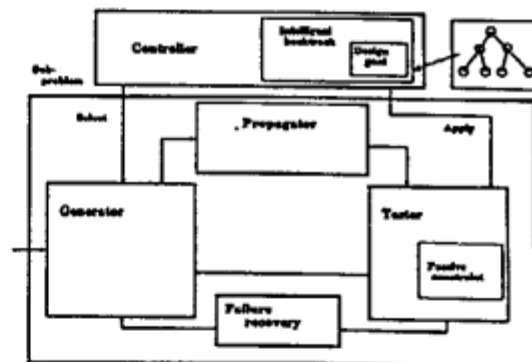 Controller
Intelligent
backtrack
Design
goal
Sub-
problem
Select
Propagator
Apply
Generator
Tester
Passive
constraint
Failure
recovery